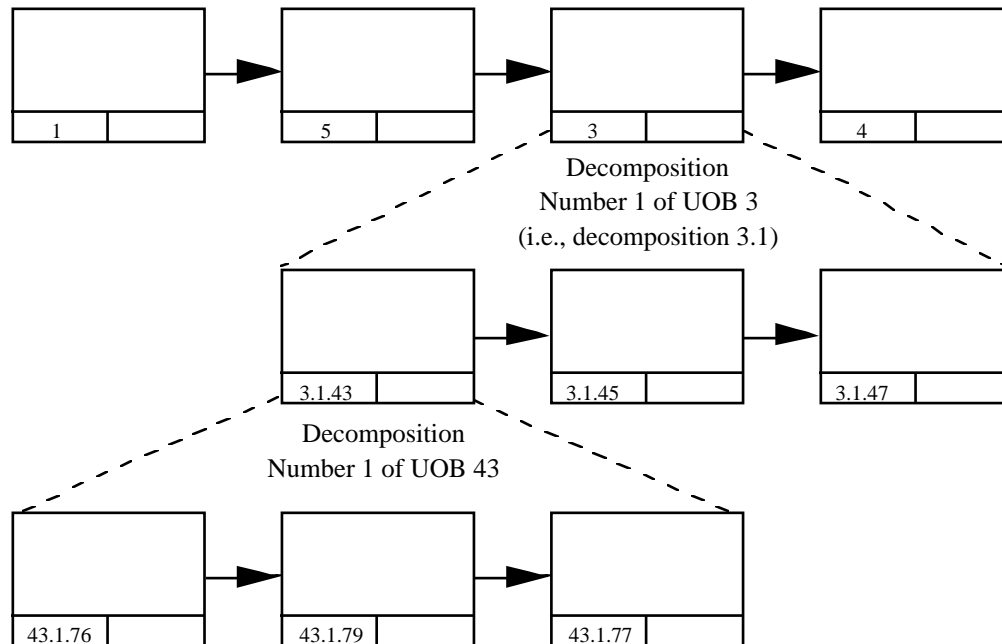 1
5
3
4
Decomposition
Number 1 of UOB 3
(i.e., decomposition 3.1)
3.1.43
3.1.45
3.1.47
Decomposition
Number 1 of UOB 43
43.1.76
43.1.79
43.1.77